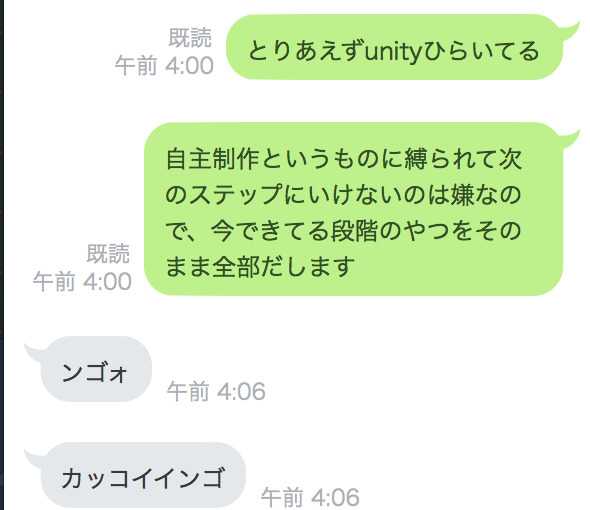 既読
午前 4:00
とりあえずunityひらいてる
自主制作というものに縛られて次
のステップにいけないのは嫌なの
で、今できてる段階のやつをその
まま全部だします
既読
午前 4:00
ンゴォ
午前 4:06
カッコイインゴ
午前 4:06